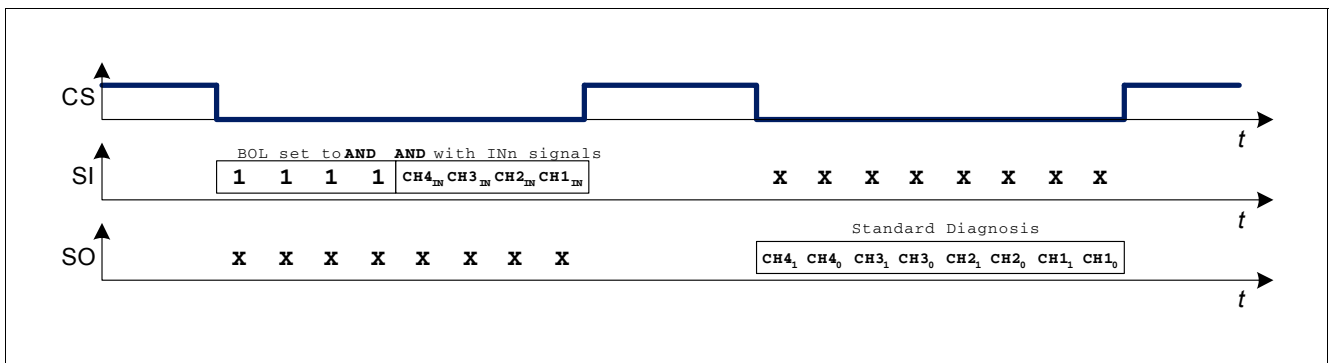 CS
t
BOL set to AND AND with INn signals
SI 1 1 1 1 CH4IN CH3IN CH2IN CH1IN X X X X X X X X
t
Standard Diagnosis
SO X X X X X X X X CH41 CH40 CH31 CH30 CH21 CH20 CH11 CH10
t